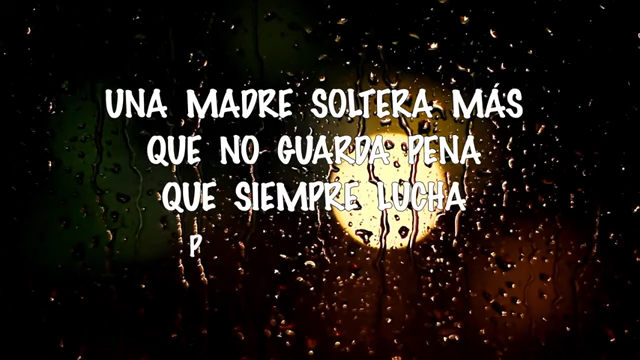 UNA MADRE SOLTERA MÁS
QUE NO GUARDA PENA
QUE SIEMPRE LUCHA
P